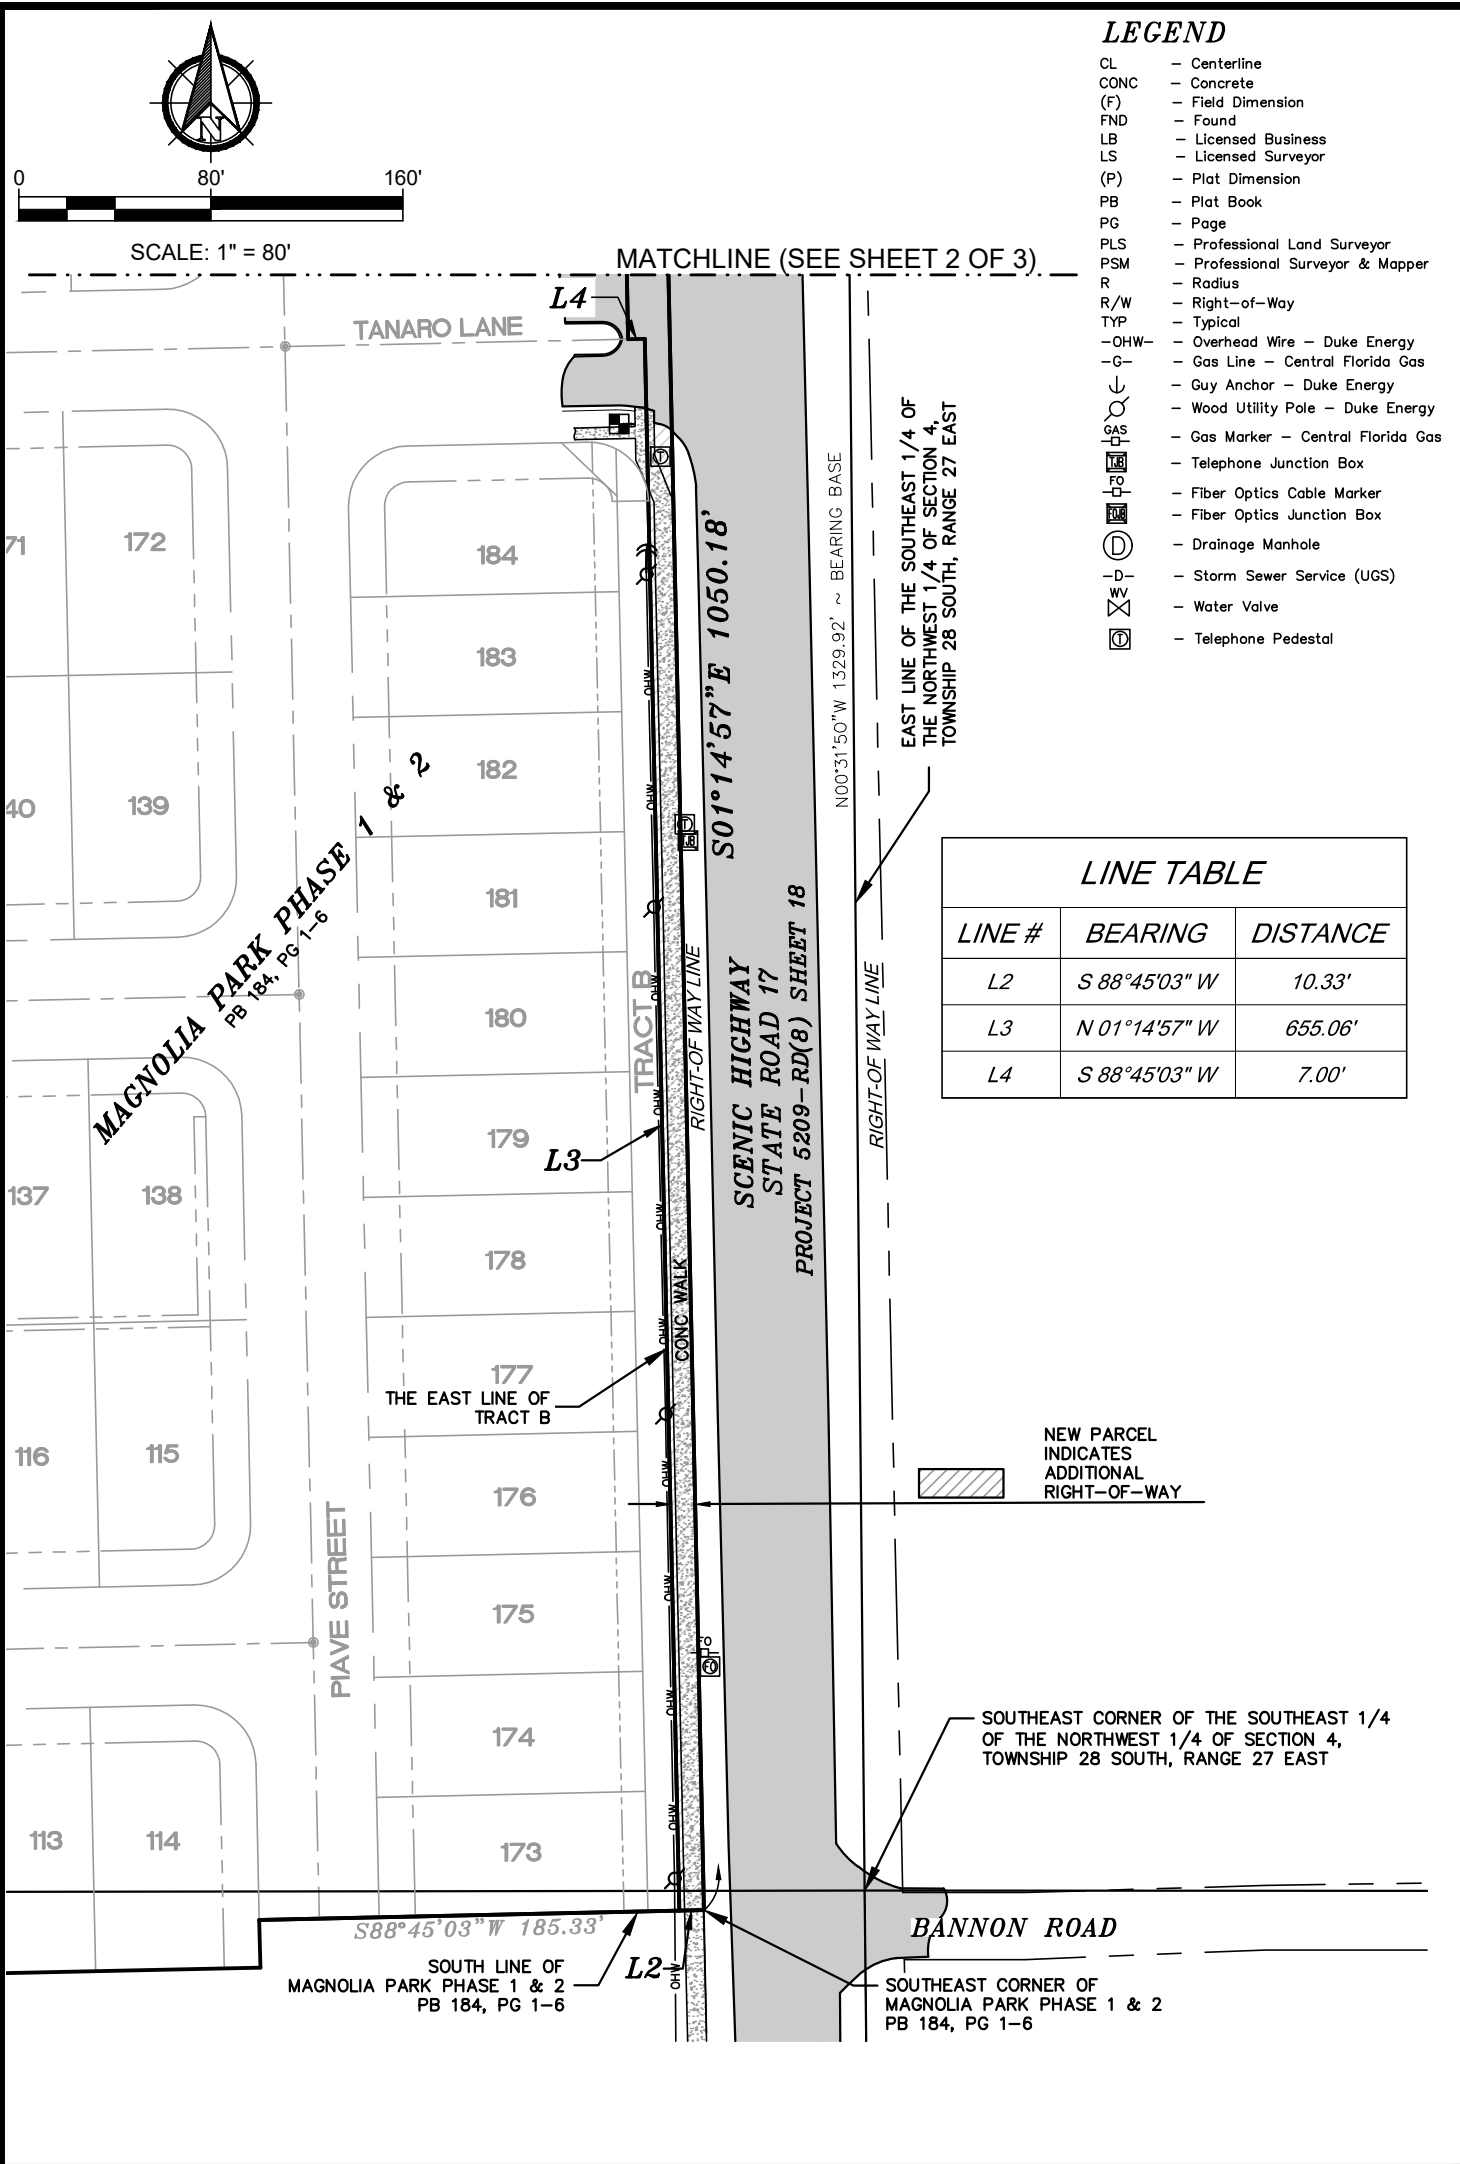 LEGEND
CL – Centerline
CONC – Concrete
(F) – Field Dimension
FND – Found
LB – Licensed Business
LS – Licensed Surveyor
(P) – Plat Dimension
PB – Plat Book
PG – Page
PLS – Professional Land Surveyor
PSM – Professional Surveyor & Mapper
R – Radius
R/W – Right-of-Way
TYP – Typical
-OHW- – Overhead Wire – Duke Energy
-G- – Gas Line – Central Florida Gas
– Guy Anchor – Duke Energy
– Wood Utility Pole – Duke Energy
GAS – Gas Marker – Central Florida Gas
TJB – Telephone Junction Box
FO – Fiber Optics Cable Marker
FOJB – Fiber Optics Junction Box
D – Drainage Manhole
-D- – Storm Sewer Service (UGS)
WV – Water Valve
T – Telephone Pedestal
N
0 80' 160'
SCALE: 1" = 80'
MATCHLINE (SEE SHEET 2 OF 3)
L4
TANARO LANE
T
71
172
184
183
182
40
139
181
180
179
137
138
178
177
116
115
176
175
174
113
114
173
MAGNOLIA PARK PHASE 1 & 2
PB 184, PG 1-6
S01°14'57"E 1050.18'
N00°31'50"W 1329.92' ~ BEARING BASE
EAST LINE OF THE SOUTHEAST 1/4 OF
THE NORTHWEST 1/4 OF SECTION 4,
TOWNSHIP 28 SOUTH, RANGE 27 EAST
OHW
OHW
OHW
OHW
OHW
OHW
OHW
OHW
OHW
OHW
OHW
T
TJB
TRACT B
RIGHT-OF WAY LINE
SCENIC HIGHWAY
STATE ROAD 17
PROJECT 5209-RD(8) SHEET 18
RIGHT-OF WAY LINE
LINE TABLE
LINE # BEARING DISTANCE
L2 S 88°45'03" W 10.33'
L3 N 01°14'57" W 655.06'
L4 S 88°45'03" W 7.00'
L3
CONC WALK
THE EAST LINE OF
TRACT B
NEW PARCEL
INDICATES
ADDITIONAL
RIGHT-OF-WAY
PIAVE STREET
FO
FO
SOUTHEAST CORNER OF THE SOUTHEAST 1/4
OF THE NORTHWEST 1/4 OF SECTION 4,
TOWNSHIP 28 SOUTH, RANGE 27 EAST
S88°45'03"W 185.33'
BANNON ROAD
SOUTH LINE OF
MAGNOLIA PARK PHASE 1 & 2
PB 184, PG 1-6
L2
SOUTHEAST CORNER OF
MAGNOLIA PARK PHASE 1 & 2
PB 184, PG 1-6